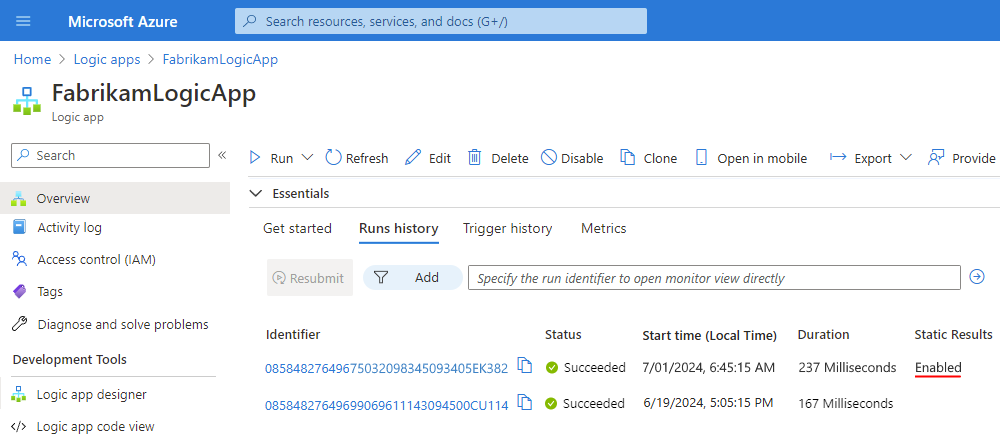 Microsoft Azure
Search resources, services, and docs (G+/)
Home > Logic apps > FabrikamLogicApp
FabrikamLogicApp
Logic app
Search «
Run Refresh Edit Delete Disable Clone Open in mobile Export Provide
Essentials
Overview
Activity log
Access control (IAM)
Tags
Diagnose and solve problems
Development Tools
Logic app designer
Logic app code view
Get started Runs history Trigger history Metrics
Resubmit Add Specify the run identifier to open monitor view directly
Identifier Status Start time (Local Time) Duration Static Results
08584827649675032098345093405EK382 Succeeded 7/01/2024, 6:45:15 AM 237 Milliseconds Enabled
08584827649699069611143094500CU114 Succeeded 6/19/2024, 5:05:15 PM 167 Milliseconds